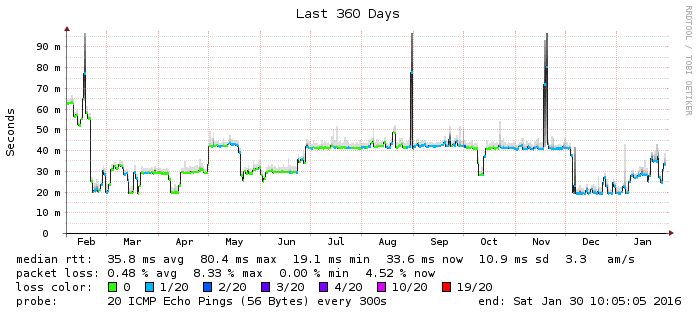 Last 360 Days
RRDTOOL / TOBI OETIKER
Seconds
90 m
80 m
70 m
60 m
50 m
40 m
30 m
20 m
10 m
0
Feb Mar Apr May Jun Jul Aug Sep Oct Nov Dec Jan
median rtt: 35.8 ms avg 80.4 ms max 19.1 ms min 33.6 ms now 10.9 ms sd 3.3 am/s
packet loss: 0.48 % avg 8.33 % max 0.00 % min 4.52 % now
loss color: 0 1/20 2/20 3/20 4/20 10/20 19/20
probe: 20 ICMP Echo Pings (56 Bytes) every 300s end: Sat Jan 30 10:05:05 2016